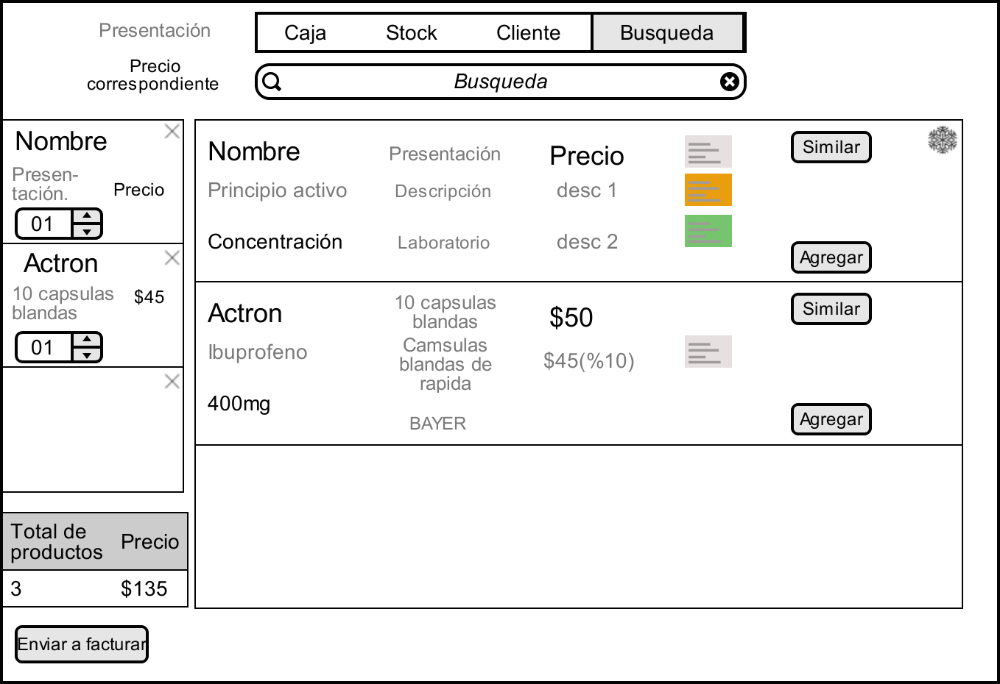 Presentación
Caja Stock Cliente Busqueda
Precio
correspondiente
Busqueda
Nombre
Presen-
tación.
Precio
01
Actron
10 capsulas
blandas
$45
01
Total de
productos
Precio
3 $135
Enviar a facturar
Nombre Presentación Precio Similar
Principio activo Descripción desc 1
Concentración Laboratorio desc 2
Agregar
Actron
10 capsulas
blandas
$50
Similar
Ibuprofeno
Camsulas
blandas de
rapida
$45(%10)
400mg
BAYER
Agregar